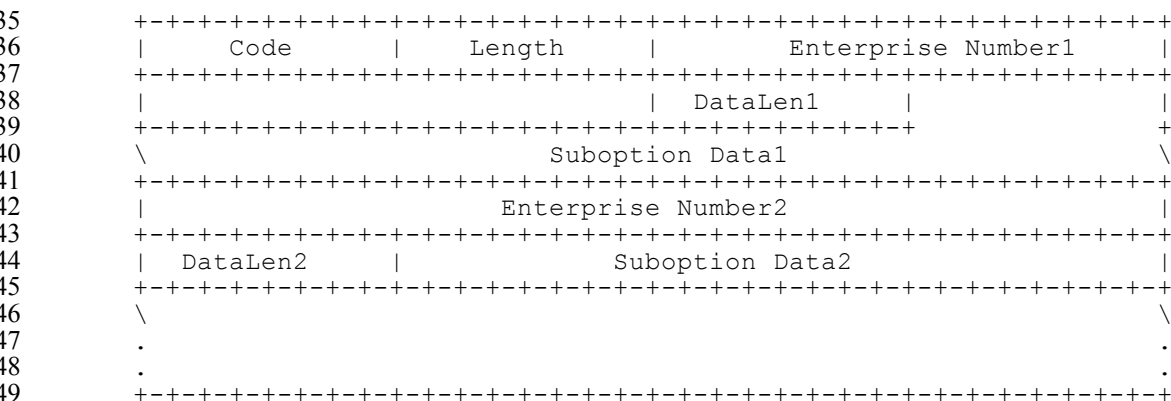 35 +-+-+-+-+-+-+-+-+-+-+-+-+-+-+-+-+-+-+-+-+-+-+-+-+-+-+-+-+-+-+-+-+
36 |     Code      |    Length     |        Enterprise Number1     |
37 +-+-+-+-+-+-+-+-+-+-+-+-+-+-+-+-+-+-+-+-+-+-+-+-+-+-+-+-+-+-+-+-+
38 |                               |  DataLen1     |               |
39 +-+-+-+-+-+-+-+-+-+-+-+-+-+-+-+-+-+-+-+-+-+-+-+-+               +
40 \                         Suboption Data1                       \
41 +-+-+-+-+-+-+-+-+-+-+-+-+-+-+-+-+-+-+-+-+-+-+-+-+-+-+-+-+-+-+-+-+
42 |                      Enterprise Number2                       |
43 +-+-+-+-+-+-+-+-+-+-+-+-+-+-+-+-+-+-+-+-+-+-+-+-+-+-+-+-+-+-+-+-+
44 |  DataLen2     |             Suboption Data2                   |
45 +-+-+-+-+-+-+-+-+-+-+-+-+-+-+-+-+-+-+-+-+-+-+-+-+-+-+-+-+-+-+-+-+
46 \                                                               \
47 .                                                               .
48 .                                                               .
49 +-+-+-+-+-+-+-+-+-+-+-+-+-+-+-+-+-+-+-+-+-+-+-+-+-+-+-+-+-+-+-+-+